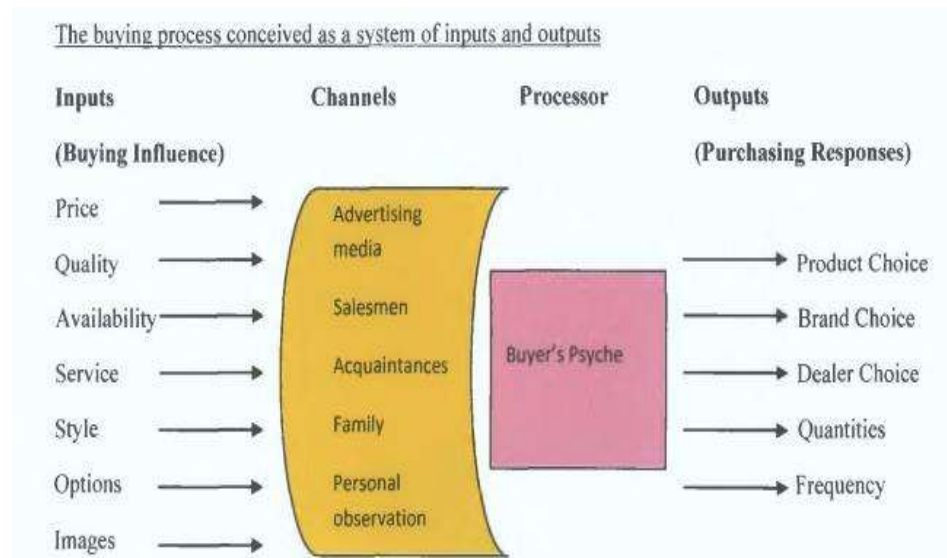 The buying process conceived as a system of inputs and outputs
Inputs Channels Processor Outputs
(Buying Influence) (Purchasing Responses)
Price
Quality
Availability
Service
Style
Options
Images
Advertising
media
Salesmen
Acquaintances
Family
Personal
observation
Buyer's Psyche
Product Choice
Brand Choice
Dealer Choice
Quantities
Frequency